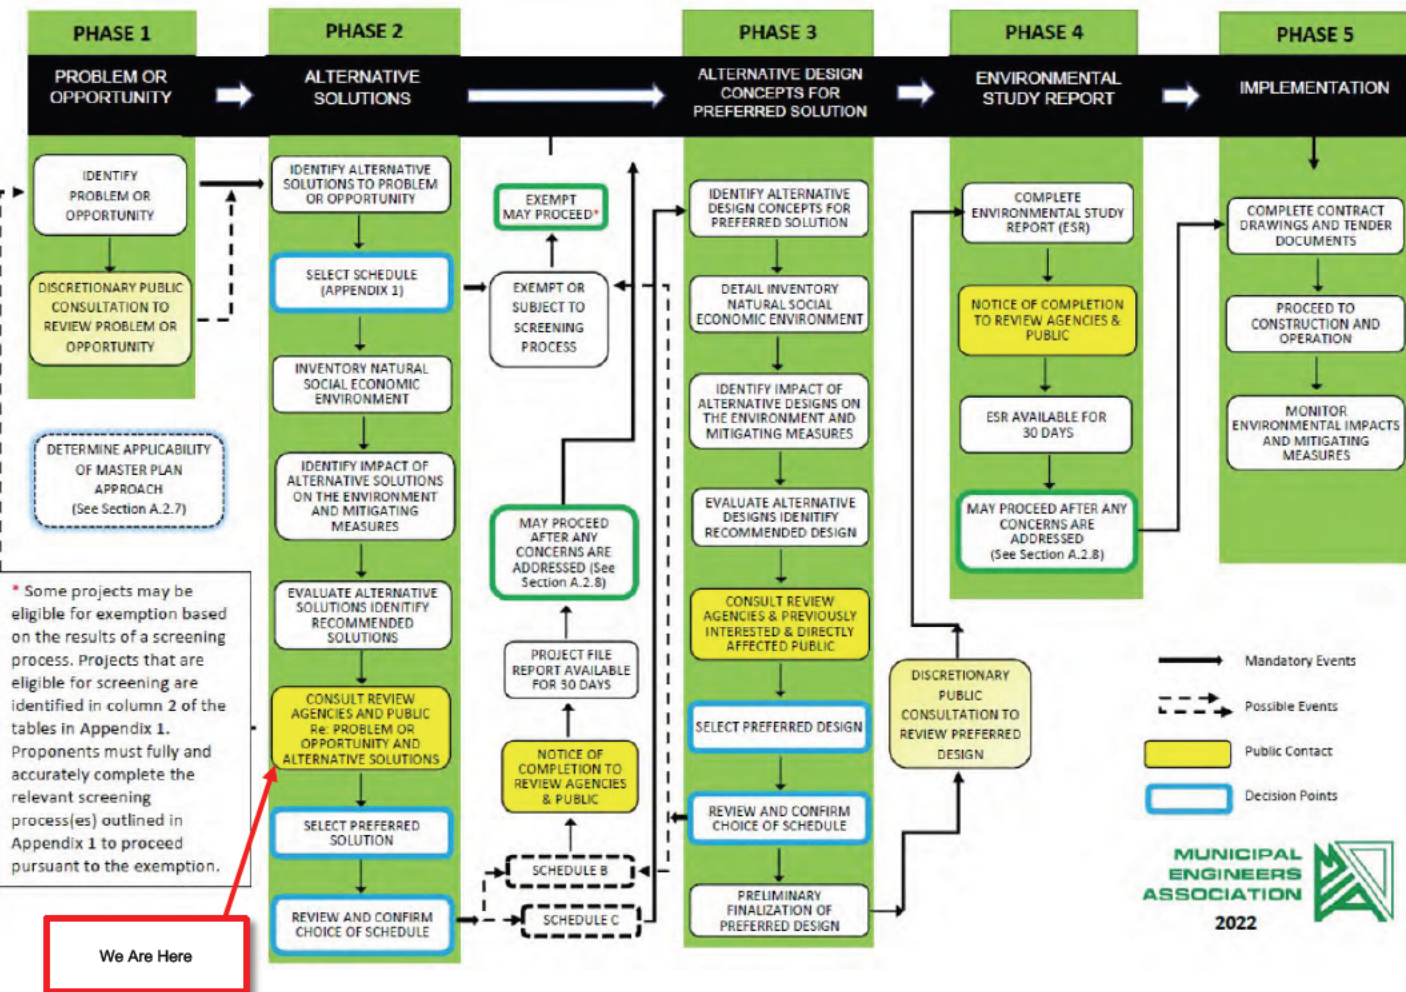 PHASE 1
PROBLEM OR
OPPORTUNITY
IDENTIFY
PROBLEM OR
OPPORTUNITY
DISCRETIONARY PUBLIC
CONSULTATION TO
REVIEW PROBLEM OR
OPPORTUNITY
DETERMINE APPLICABILITY
OF MASTER PLAN
APPROACH
(See Section A.2.7)
* Some projects may be
eligible for exemption based
on the results of a screening
process. Projects that are
eligible for screening are
identified in column 2 of the
tables in Appendix 1.
Proponents must fully and
accurately complete the
relevant screening
process(es) outlined in
Appendix 1 to proceed
pursuant to the exemption.
We Are Here
PHASE 2
ALTERNATIVE
SOLUTIONS
IDENTIFY ALTERNATIVE
SOLUTIONS TO PROBLEM
OR OPPORTUNITY
SELECT SCHEDULE
(APPENDIX 1)
INVENTORY NATURAL
SOCIAL ECONOMIC
ENVIRONMENT
IDENTIFY IMPACT OF
ALTERNATIVE SOLUTIONS
ON THE ENVIRONMENT
AND MITIGATING
MEASURES
EVALUATE ALTERNATIVE
SOLUTIONS IDENITIFY
RECOMMENDED
SOLUTIONS
CONSULT REVIEW
AGENCIES AND PUBLIC
Re: PROBLEM OR
OPPORTUNITY AND
ALTERNATIVE SOLUTIONS
SELECT PREFERRED
SOLUTION
REVIEW AND CONFIRM
CHOICE OF SCHEDULE
EXEMPT
MAY PROCEED*
EXEMPT OR
SUBJECT TO
SCREENING
PROCESS
MAY PROCEED
AFTER ANY
CONCERNS ARE
ADDRESSED (See
Section A.2.8)
PROJECT FILE
REPORT AVAILABLE
FOR 30 DAYS
NOTICE OF
COMPLETION TO
REVIEW AGENCIES
& PUBLIC
SCHEDULE B
SCHEDULE C
PHASE 3
ALTERNATIVE DESIGN
CONCEPTS FOR
PREFERRED SOLUTION
IDENTIFY ALTERNATIVE
DESIGN CONCEPTS FOR
PREFERRED SOLUTION
DETAIL INVENTORY
NATURAL SOCIAL
ECONOMIC ENVIRONMENT
IDENTIFY IMPACT OF
ALTERNATIVE DESIGNS ON
THE ENVIRONMENT AND
MITIGATING MEASURES
EVALUATE ALTERNATIVE
DESIGNS IDENITIFY
RECOMMENDED DESIGN
CONSULT REVIEW
AGENCIES & PREVIOUSLY
INTERESTED & DIRECTLY
AFFECTED PUBLIC
SELECT PREFERRED DESIGN
REVIEW AND CONFIRM
CHOICE OF SCHEDULE
PRELIMINARY
FINALIZATION OF
PREFERRED DESIGN
DISCRETIONARY
PUBLIC
CONSULTATION TO
REVIEW PREFERRED
DESIGN
PHASE 4
ENVIRONMENTAL
STUDY REPORT
COMPLETE
ENVIRONMENTAL STUDY
REPORT (ESR)
NOTICE OF COMPLETION
TO REVIEW AGENCIES &
PUBLIC
ESR AVAILABLE FOR
30 DAYS
MAY PROCEED AFTER ANY
CONCERNS ARE
ADDRESSED
(See Section A.2.8)
PHASE 5
IMPLEMENTATION
COMPLETE CONTRACT
DRAWINGS AND TENDER
DOCUMENTS
PROCEED TO
CONSTRUCTION AND
OPERATION
MONITOR
ENVIRONMENTAL IMPACTS
AND MITIGATING
MEASURES
Mandatory Events
Possible Events
Public Contact
Decision Points
MUNICIPAL
ENGINEERS
ASSOCIATION
2022